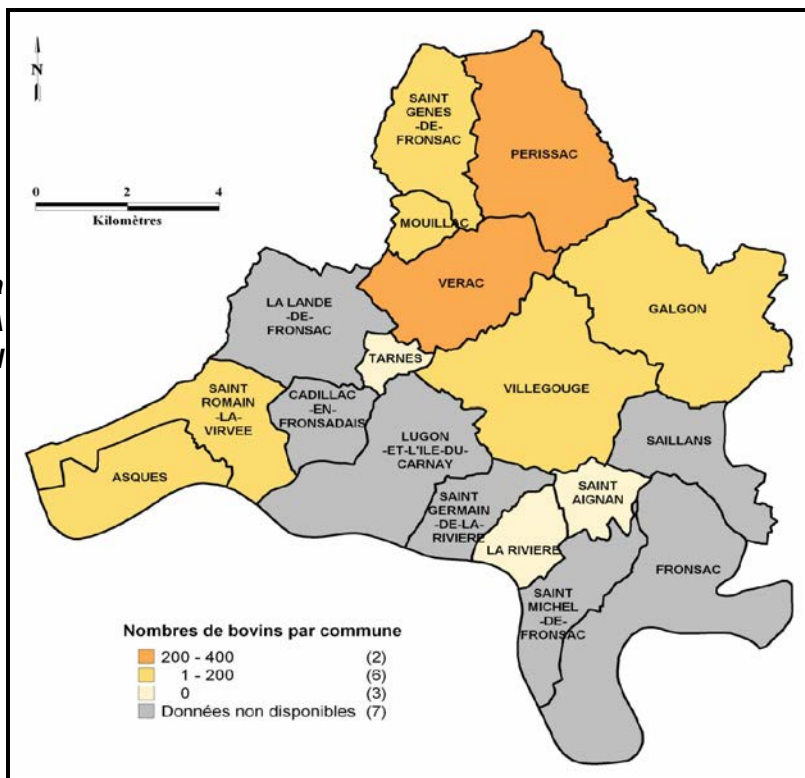 N
0 2 4
Kilomètres
SAINT
GENES
-DE-
FRONSAC
PERISSAC
MOUILLAC
VERAC
GALGON
LA LANDE
-DE-
FRONSAC
TARNES
VILLEGOUGE
SAINT
ROMAIN
-LA-
VIRVEE
CADILLAC
-EN-
FRONSADAIS
LUGON
-ET-L'ILE-DU-
CARNAY
SAILLANS
ASQUES
SAINT
AIGNAN
SAINT
GERMAIN
-DE-LA-
RIVIERE
LA RIVIERE
FRONSAC
SAINT
MICHEL
-DE-
FRONSAC
Nombres de bovins par commune
200 - 400 (2)
1 - 200 (6)
0 (3)
Données non disponibles (7)